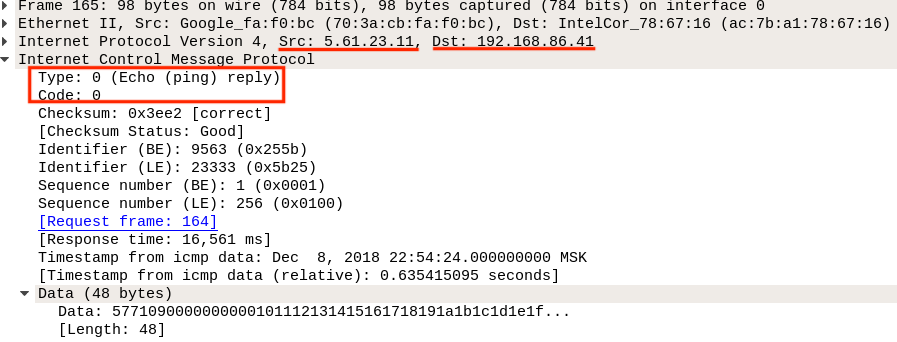 Frame 165: 98 bytes on wire (784 bits), 98 bytes captured (784 bits) on interface 0
Ethernet II, Src: Google_fa:f0:bc (70:3a:cb:fa:f0:bc), Dst: IntelCor_78:67:16 (ac:7b:a1:78:67:16)
Internet Protocol Version 4, Src: 5.61.23.11, Dst: 192.168.86.41
Internet Control Message Protocol
Type: 0 (Echo (ping) reply)
Code: 0
Checksum: 0x3ee2 [correct]
[Checksum Status: Good]
Identifier (BE): 9563 (0x255b)
Identifier (LE): 23333 (0x5b25)
Sequence number (BE): 1 (0x0001)
Sequence number (LE): 256 (0x0100)
[Request frame: 164]
[Response time: 16,561 ms]
Timestamp from icmp data: Dec  8, 2018 22:54:24.000000000 MSK
[Timestamp from icmp data (relative): 0.635415095 seconds]
Data (48 bytes)
Data: 5771090000000000101112131415161718191a1b1c1d1e1f...
[Length: 48]